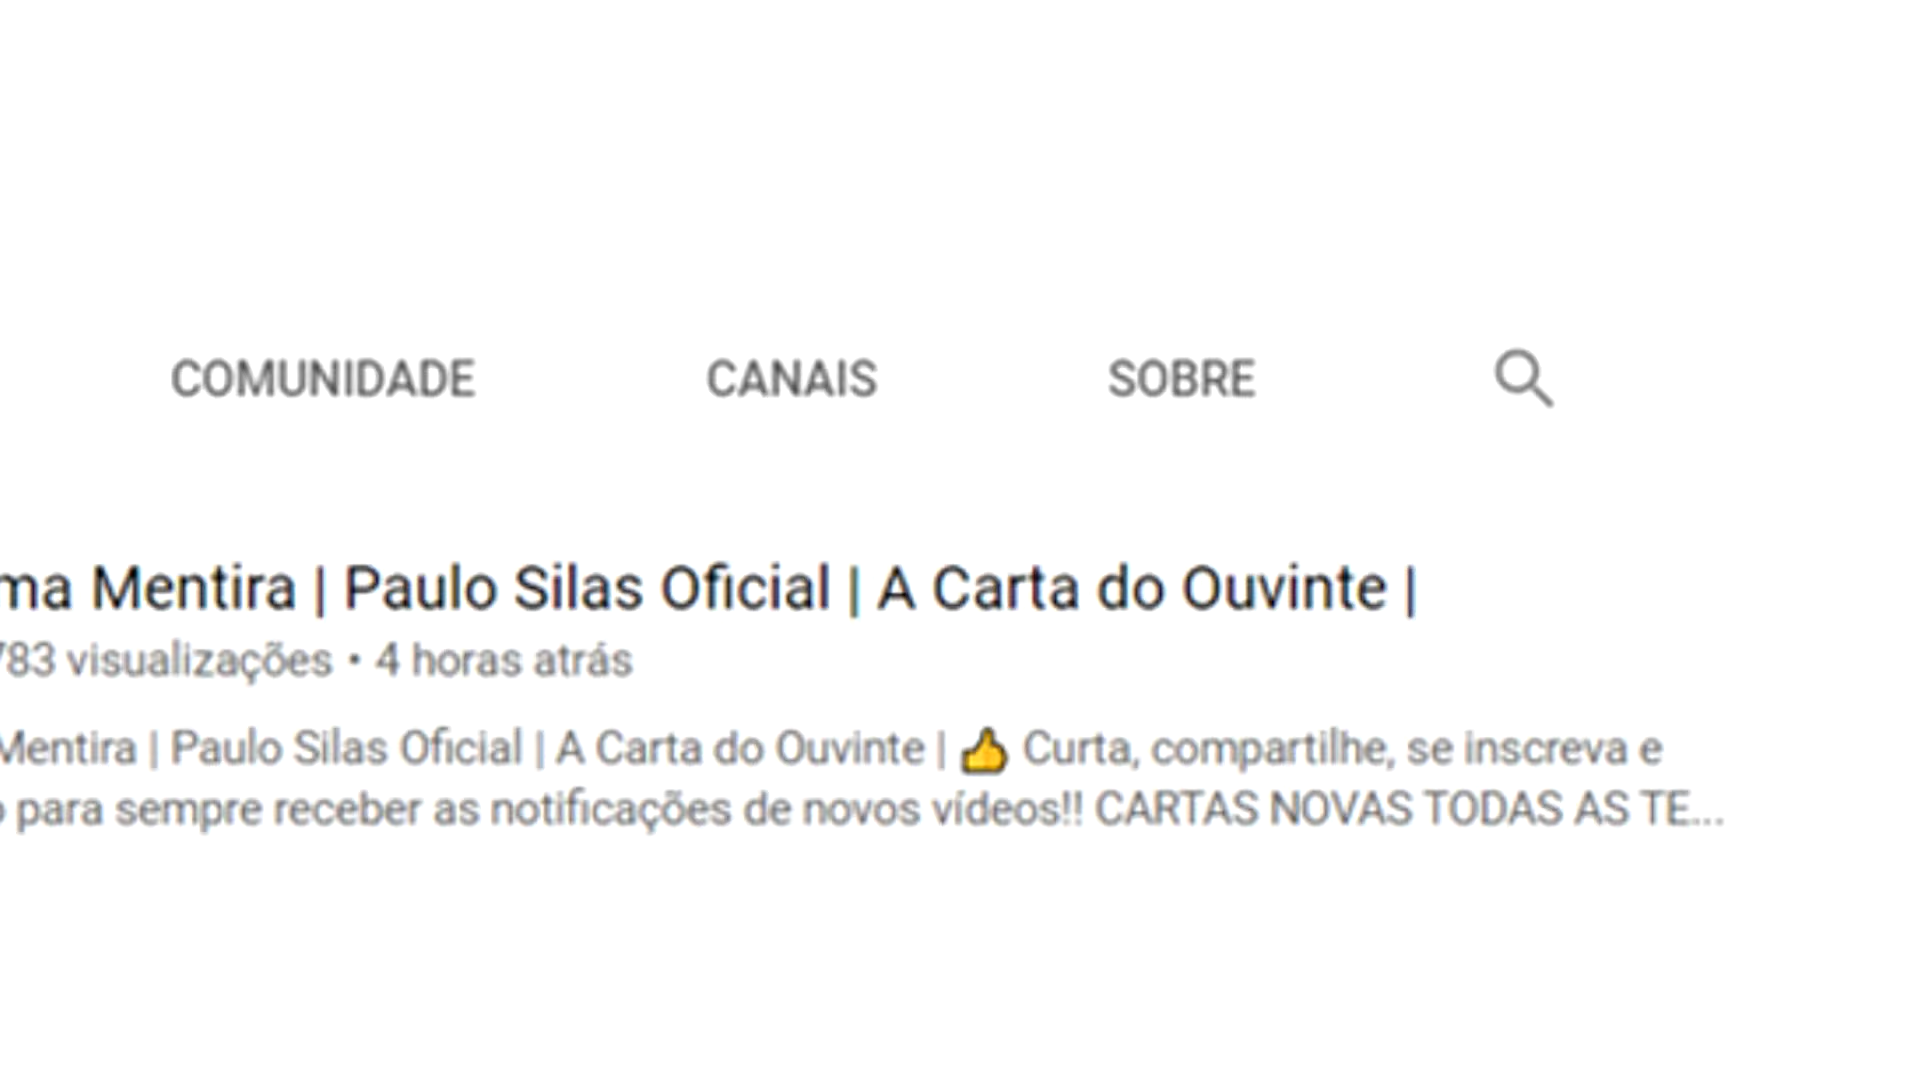 COMUNIDADE CANAIS SOBRE
ma Mentira | Paulo Silas Oficial | A Carta do Ouvinte |
783 visualizações • 4 horas atrás
Mentira | Paulo Silas Oficial | A Carta do Ouvinte | 👍 Curta, compartilhe, se inscreva e
o para sempre receber as notificações de novos vídeos!! CARTAS NOVAS TODAS AS TE...